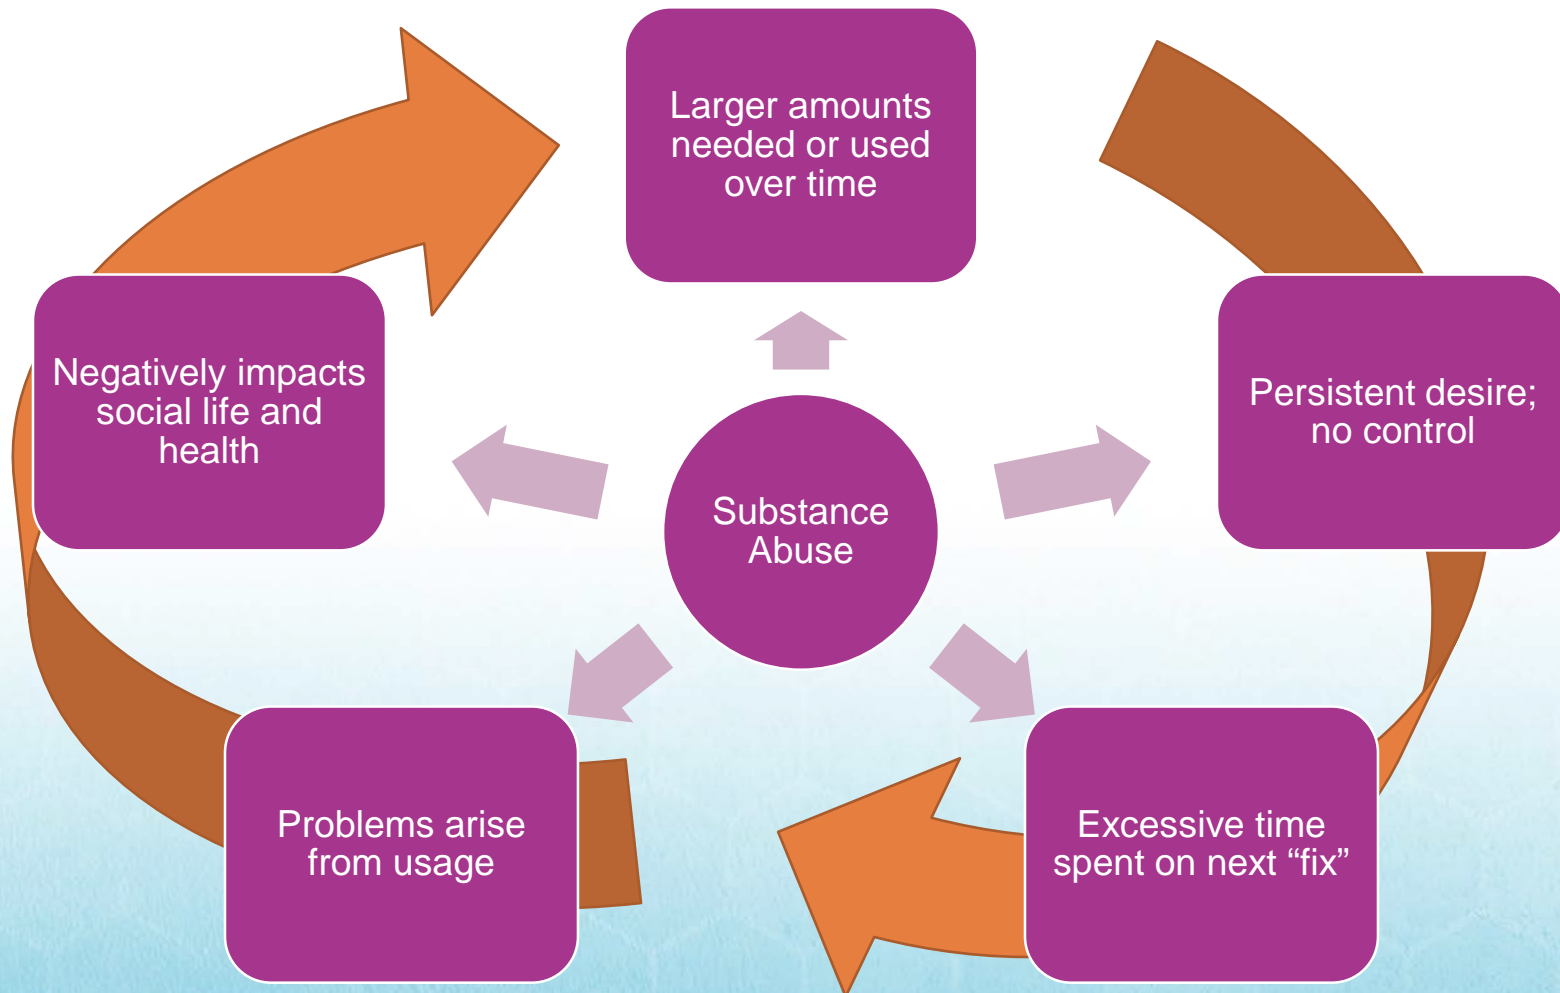 Larger amounts
needed or used
over time
Persistent desire;
no control
Excessive time
spent on next “fix”
Problems arise
from usage
Negatively impacts
social life and
health
Substance
Abuse